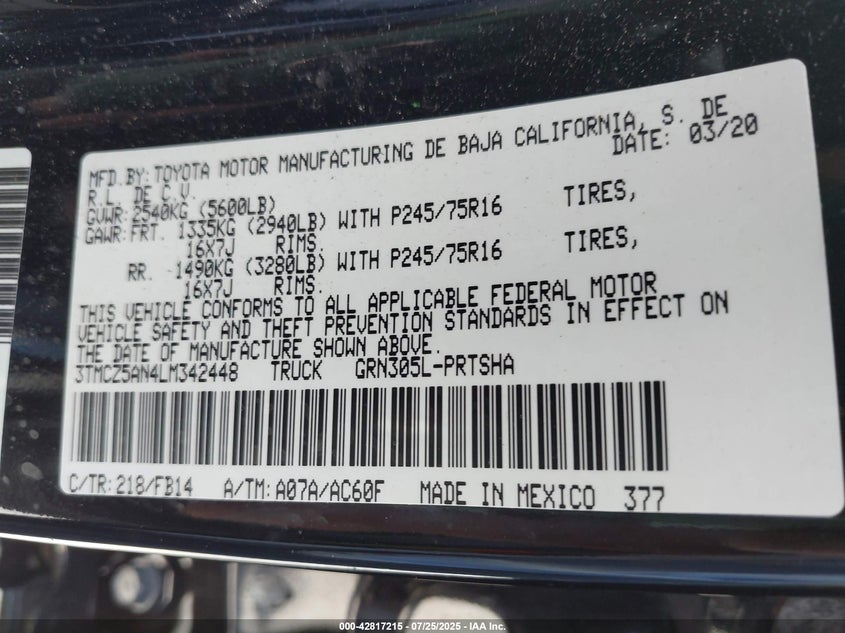 MFD.BY: TOYOTA MOTOR MANUFACTURING DE BAJA CALIFORNIA, S. DE
R.L. DE C.V. DATE: 03/20
GVWR: 2540KG (5600LB)
GAWR: FRT. 1335KG (2940LB) WITH P245/75R16 TIRES,
16X7J RIMS.
RR. 1490KG (3280LB) WITH P245/75R16 TIRES,
16X7J RIMS.
THIS VEHICLE CONFORMS TO ALL APPLICABLE FEDERAL MOTOR
VEHICLE SAFETY AND THEFT PREVENTION STANDARDS IN EFFECT ON
THE DATE OF MANUFACTURE SHOWN ABOVE.
3TMCZ5AN4LM342448 TRUCK GRN305L-PRTSHA
C/TR: 218/FB14 A/TM: A07A/AC60F MADE IN MEXICO 377
000-42817215 - 07/25/2025 - IAA Inc.